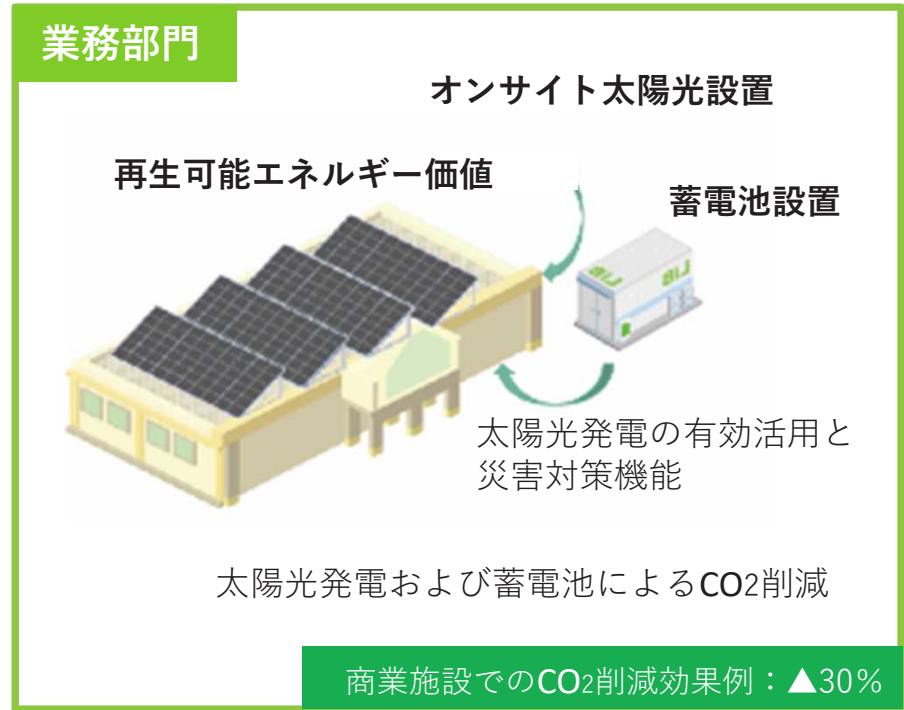 業務部門
オンサイト太陽光設置
再生可能エネルギー価値
蓄電池設置
太陽光発電の有効活用と
災害対策機能
太陽光発電および蓄電池によるCO2削減
商業施設でのCO2削減効果例：▲30%